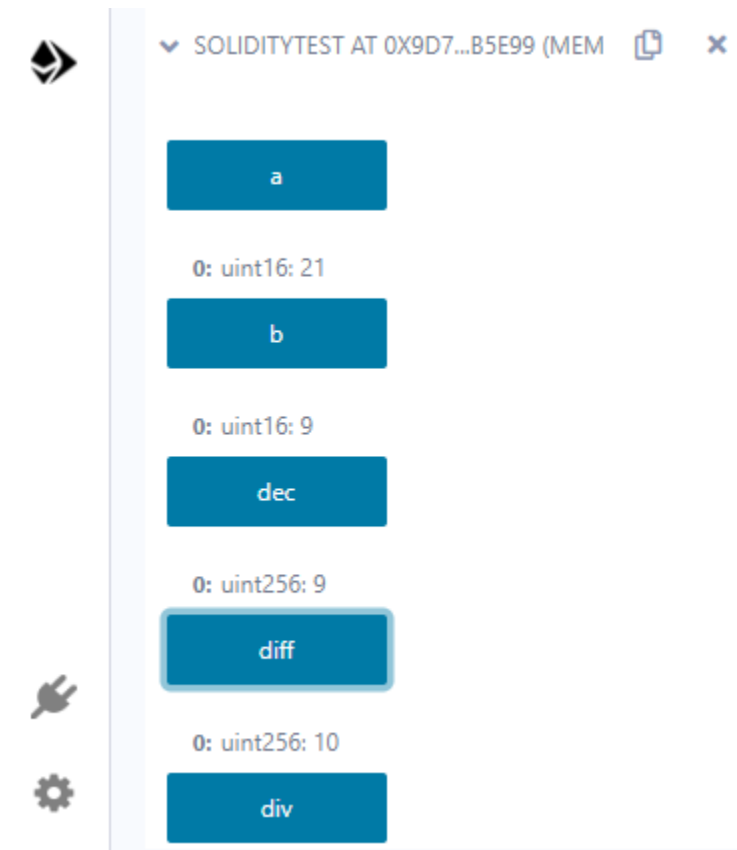 SOLIDITYTEST AT 0X9D7...B5E99 (MEM
a
0: uint16: 21
b
0: uint16: 9
dec
0: uint256: 9
diff
0: uint256: 10
div